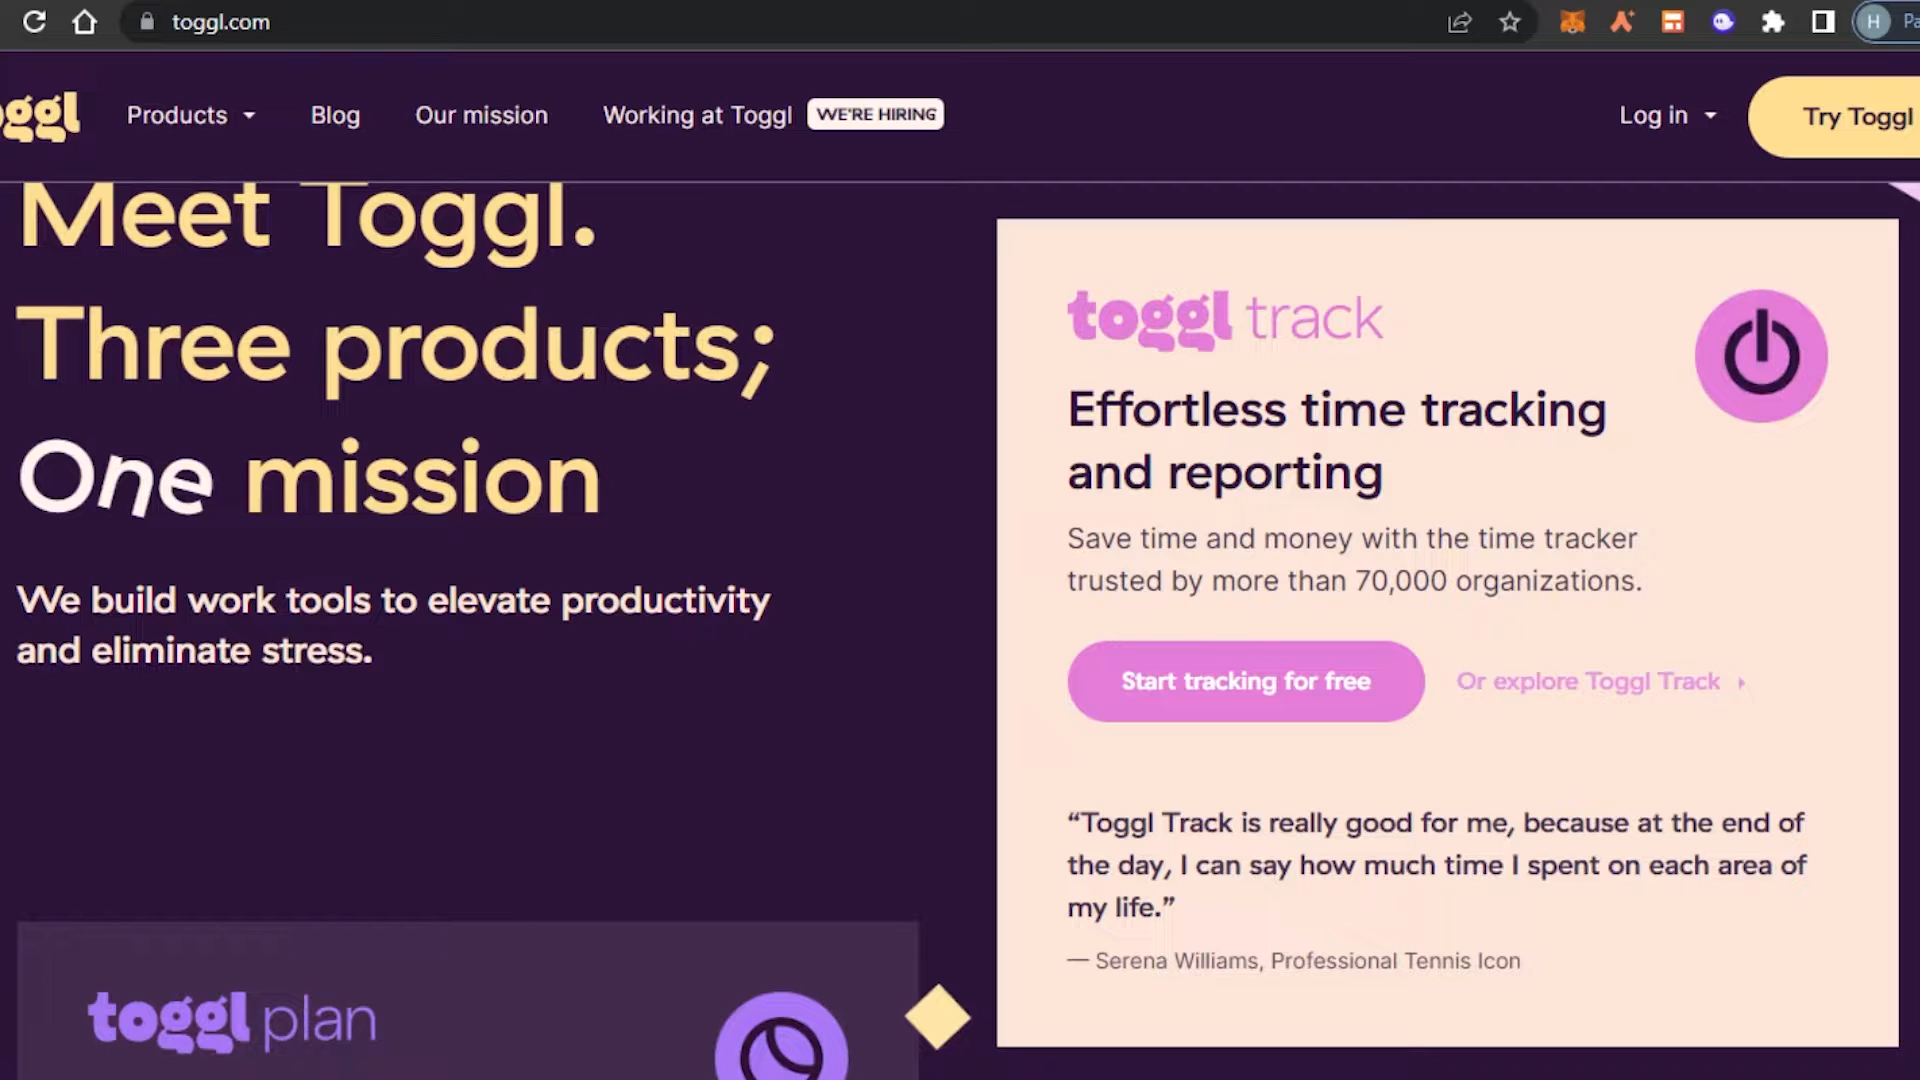 toggl.com
H
Products
Blog
Our mission
Working at Toggl
WE'RE HIRING
Log in
Try Toggl
Meet Toggl.
Three products;
One mission
We build work tools to elevate productivity
and eliminate stress.
toggl track
Effortless time tracking
and reporting
Save time and money with the time tracker
trusted by more than 70,000 organizations.
Start tracking for free
Or explore Toggl Track
“Toggl Track is really good for me, because at the end of
the day, I can say how much time I spent on each area of
my life.”
— Serena Williams, Professional Tennis Icon
toggl plan